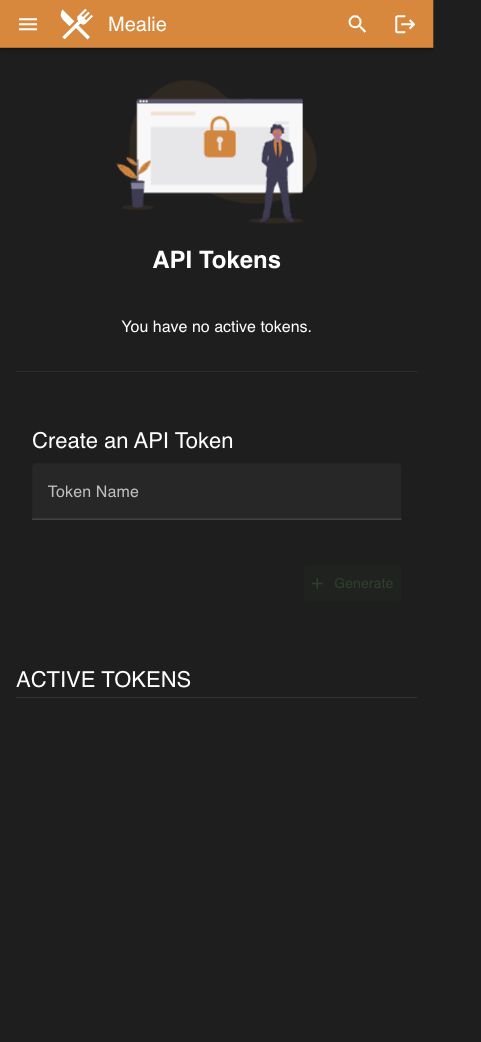 Mealie
API Tokens
You have no active tokens.
Create an API Token
Token Name
Generate
ACTIVE TOKENS